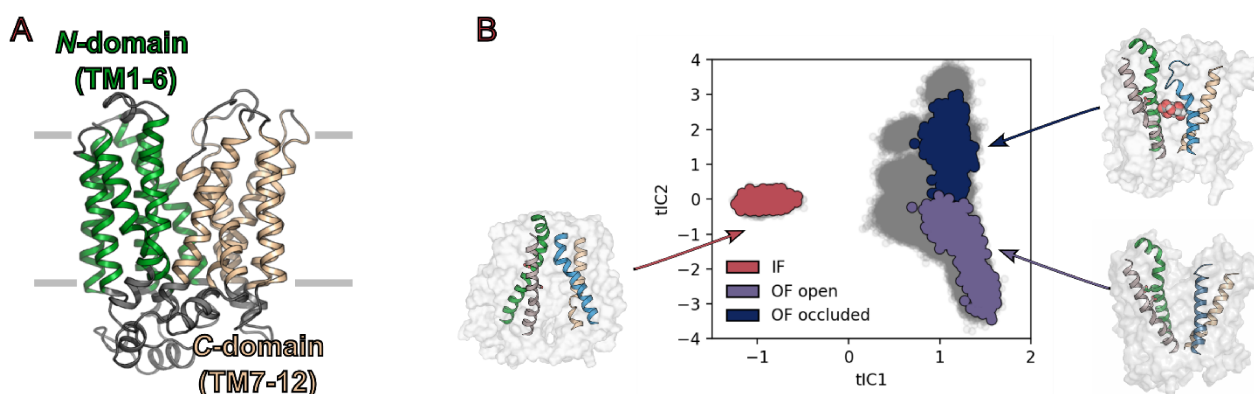 A
N-domain
(TM1-6)
C-domain
(TM7-12)
B
4
3
2
1
0
−1
−2
−3
−4
tIC2
IF
OF open
OF occluded
−1
0
1
2
tIC1